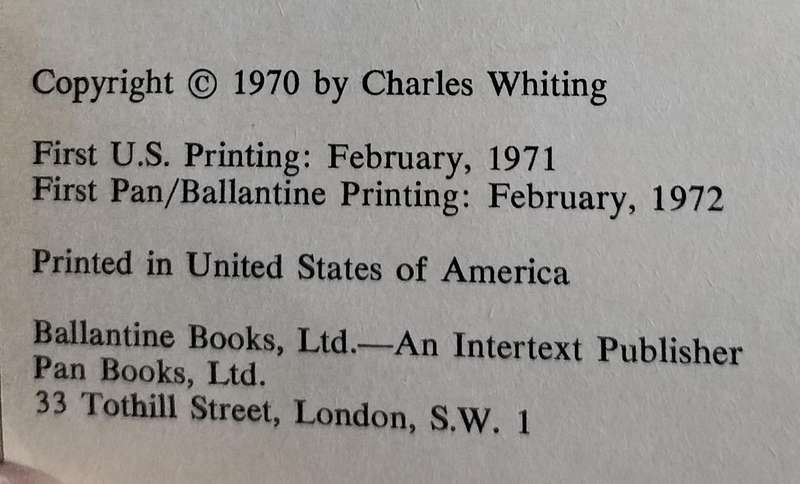 Copyright © 1970 by Charles Whiting
First U.S. Printing: February, 1971
First Pan/Ballantine Printing: February, 1972
Printed in United States of America
Ballantine Books, Ltd.—An Intertext Publisher
Pan Books, Ltd.
33 Tothill Street, London, S.W. 1